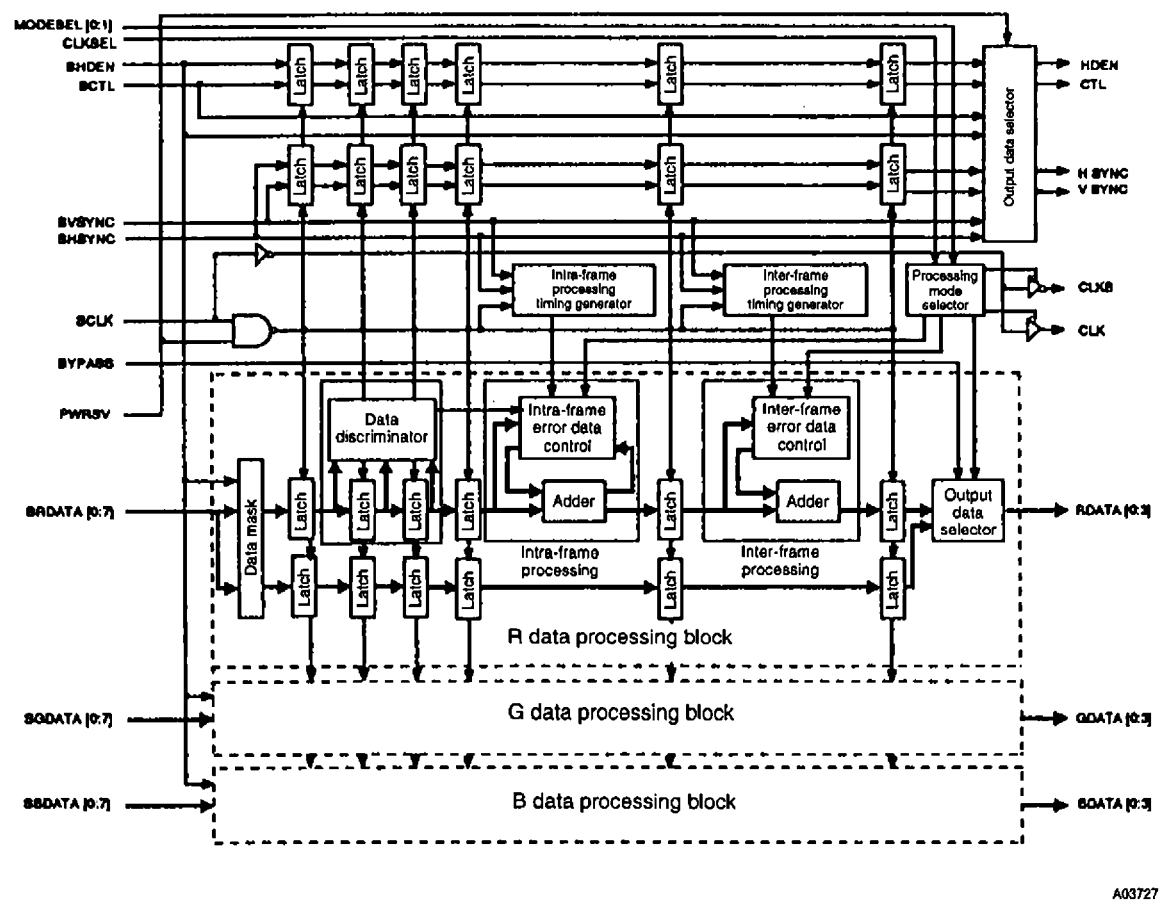 MODESEL [0:1]
CLKSEL
SHDEN
SCTL
Latch
Latch
Latch
Latch
Latch
Latch
Output data selector
HDEN
CTL
Latch
Latch
Latch
Latch
Latch
Latch
H SYNC
V SYNC
SVSYNC
SHSYNC
Intra-frame
processing
timing generator
Inter-frame
processing
timing generator
Processing
mode
selector
CLKB
SCLK
CLK
BYPASS
PWRSV
Data
discriminator
Intra-frame
error data
control
Inter-frame
error data
control
SRDATA [0:7]
Data mask
Latch
Latch
Latch
Latch
Adder
Latch
Adder
Latch
Output
data
selector
RDATA [0:3]
Intra-frame
processing
Inter-frame
processing
Latch
Latch
Latch
Latch
Latch
Latch
R data processing block
SGDATA [0:7]
G data processing block
GDATA [0:3]
SBDATA [0:7]
B data processing block
BDATA [0:3]
A03727